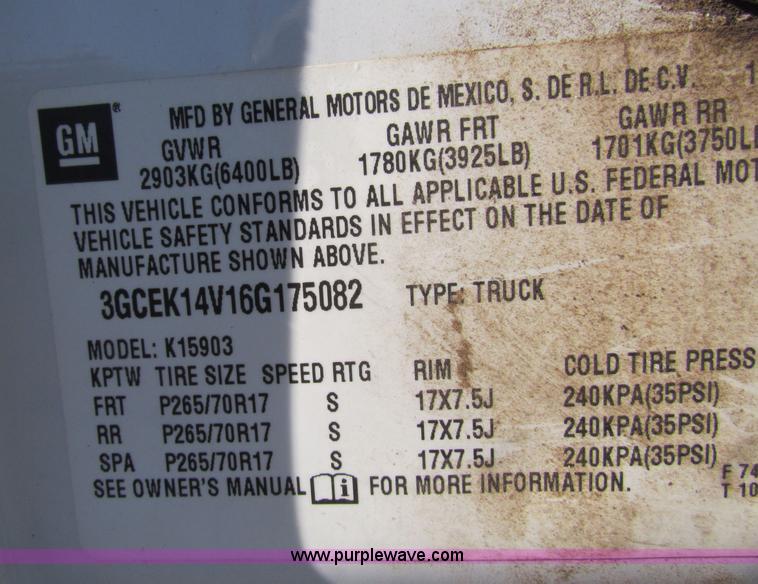 GM ® MFD BY GENERAL MOTORS DE MEXICO, S. DE R.L. DE C.V. 1
GVWR GAWR FRT GAWR RR
2903KG(6400LB) 1780KG(3925LB) 1701KG(3750L
THIS VEHICLE CONFORMS TO ALL APPLICABLE U.S. FEDERAL MOT
VEHICLE SAFETY STANDARDS IN EFFECT ON THE DATE OF
MANUFACTURE SHOWN ABOVE.
3GCEK14V16G175082 TYPE: TRUCK
MODEL: K15903
KPTW TIRE SIZE SPEED RTG RIM COLD TIRE PRESS
FRT P265/70R17 S 17X7.5J 240KPA(35PSI)
RR P265/70R17 S 17X7.5J 240KPA(35PSI)
SPA P265/70R17 S 17X7.5J 240KPA(35PSI)
SEE OWNER'S MANUAL i FOR MORE INFORMATION.
F 74
T 10
www.purplewave.com